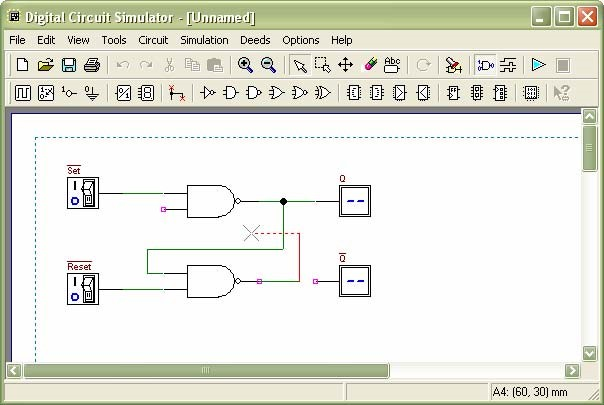 Digital Circuit Simulator - [Unnamed]
File Edit View Tools Circuit Simulation Deeds Options Help
Abc
Set
Q
Reset
Q
A4: (60, 30) mm